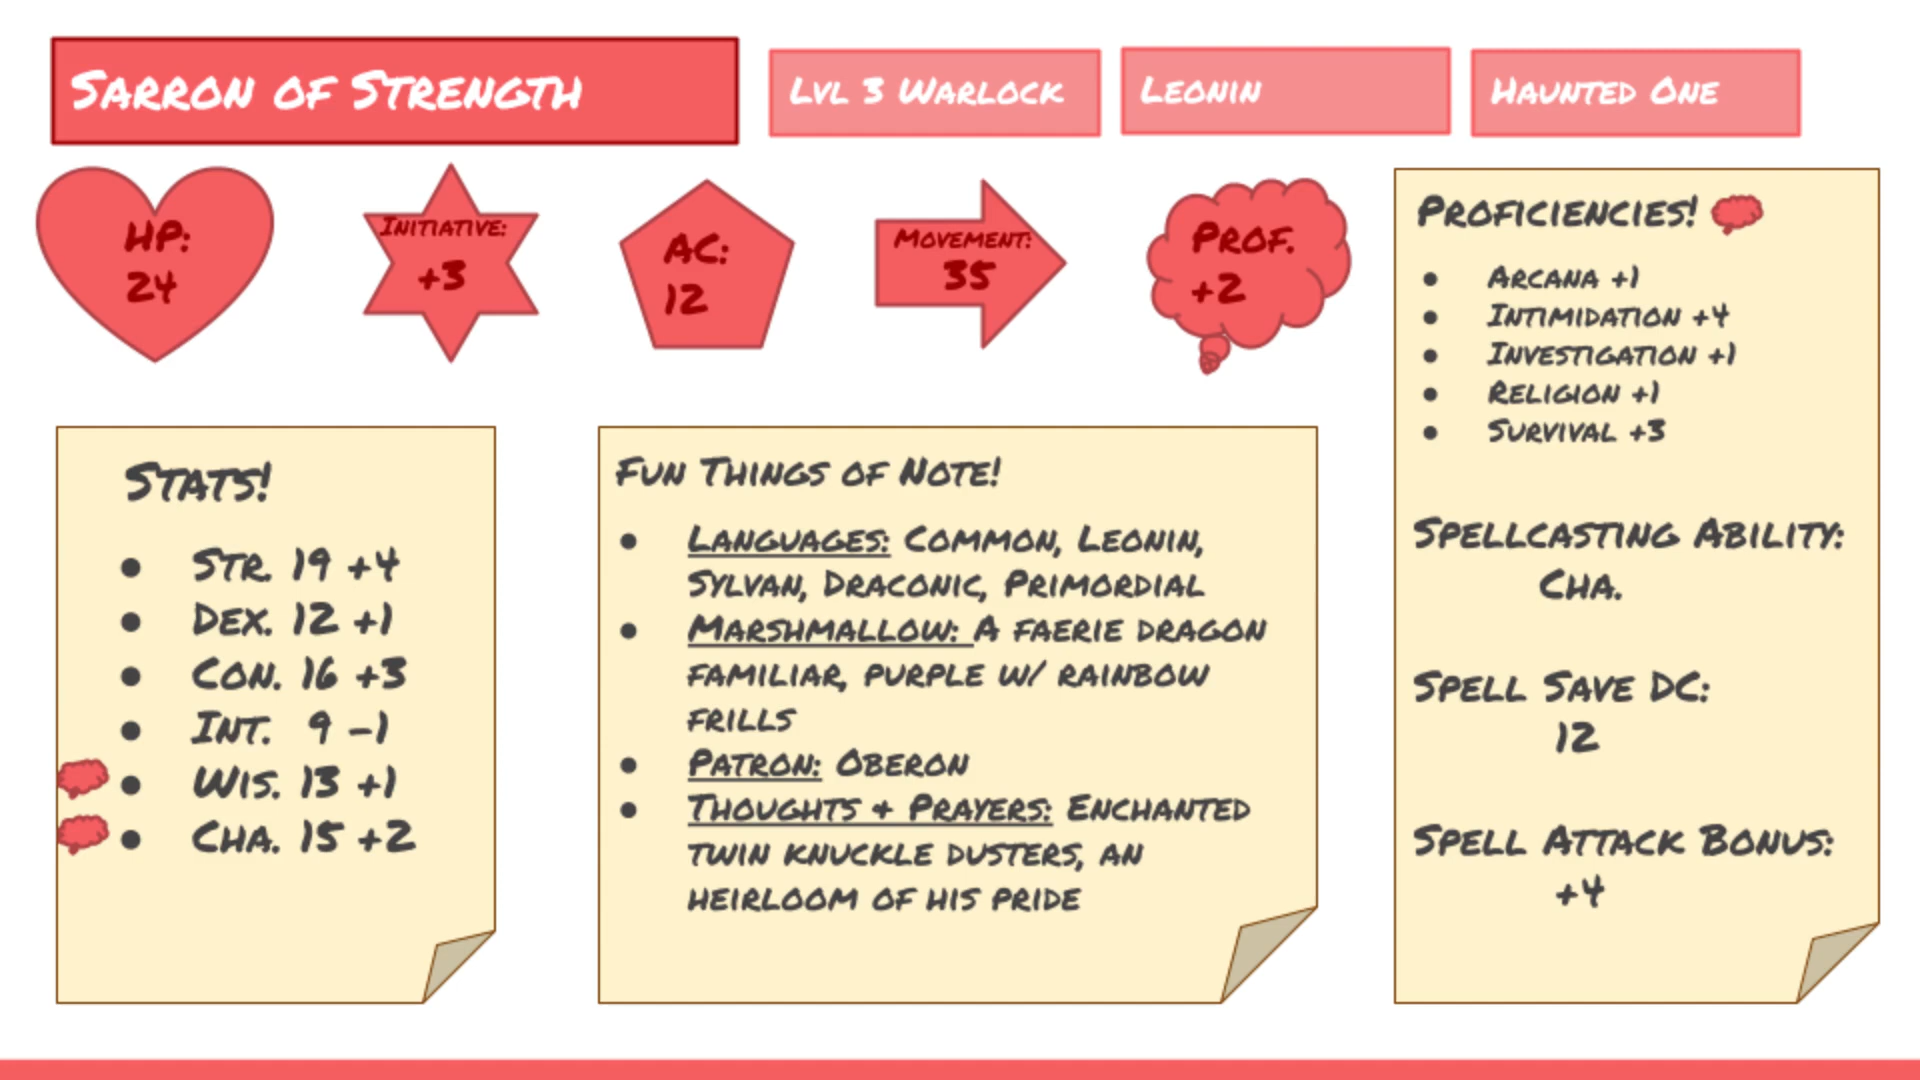 Sarron of Strength
Lvl 3 Warlock
Leonin
Haunted One
HP:
24
Initiative:
+3
AC:
12
Movement:
35
Prof.
+2
Stats!
● Str. 19 +4
● Dex. 12 +1
● Con. 16 +3
● Int. 9 -1
● Wis. 13 +1
● Cha. 15 +2
Fun Things of Note!
● Languages: Common, Leonin,
Sylvan, Draconic, Primordial
● Marshmallow: A faerie dragon
familiar, purple w/ rainbow
frills
● Patron: Oberon
● Thoughts + Prayers: Enchanted
twin knuckle dusters, an
heirloom of his pride
Proficiencies!
● Arcana +1
● Intimidation +4
● Investigation +1
● Religion +1
● Survival +3
Spellcasting Ability:
Cha.
Spell Save DC:
12
Spell Attack Bonus:
+4